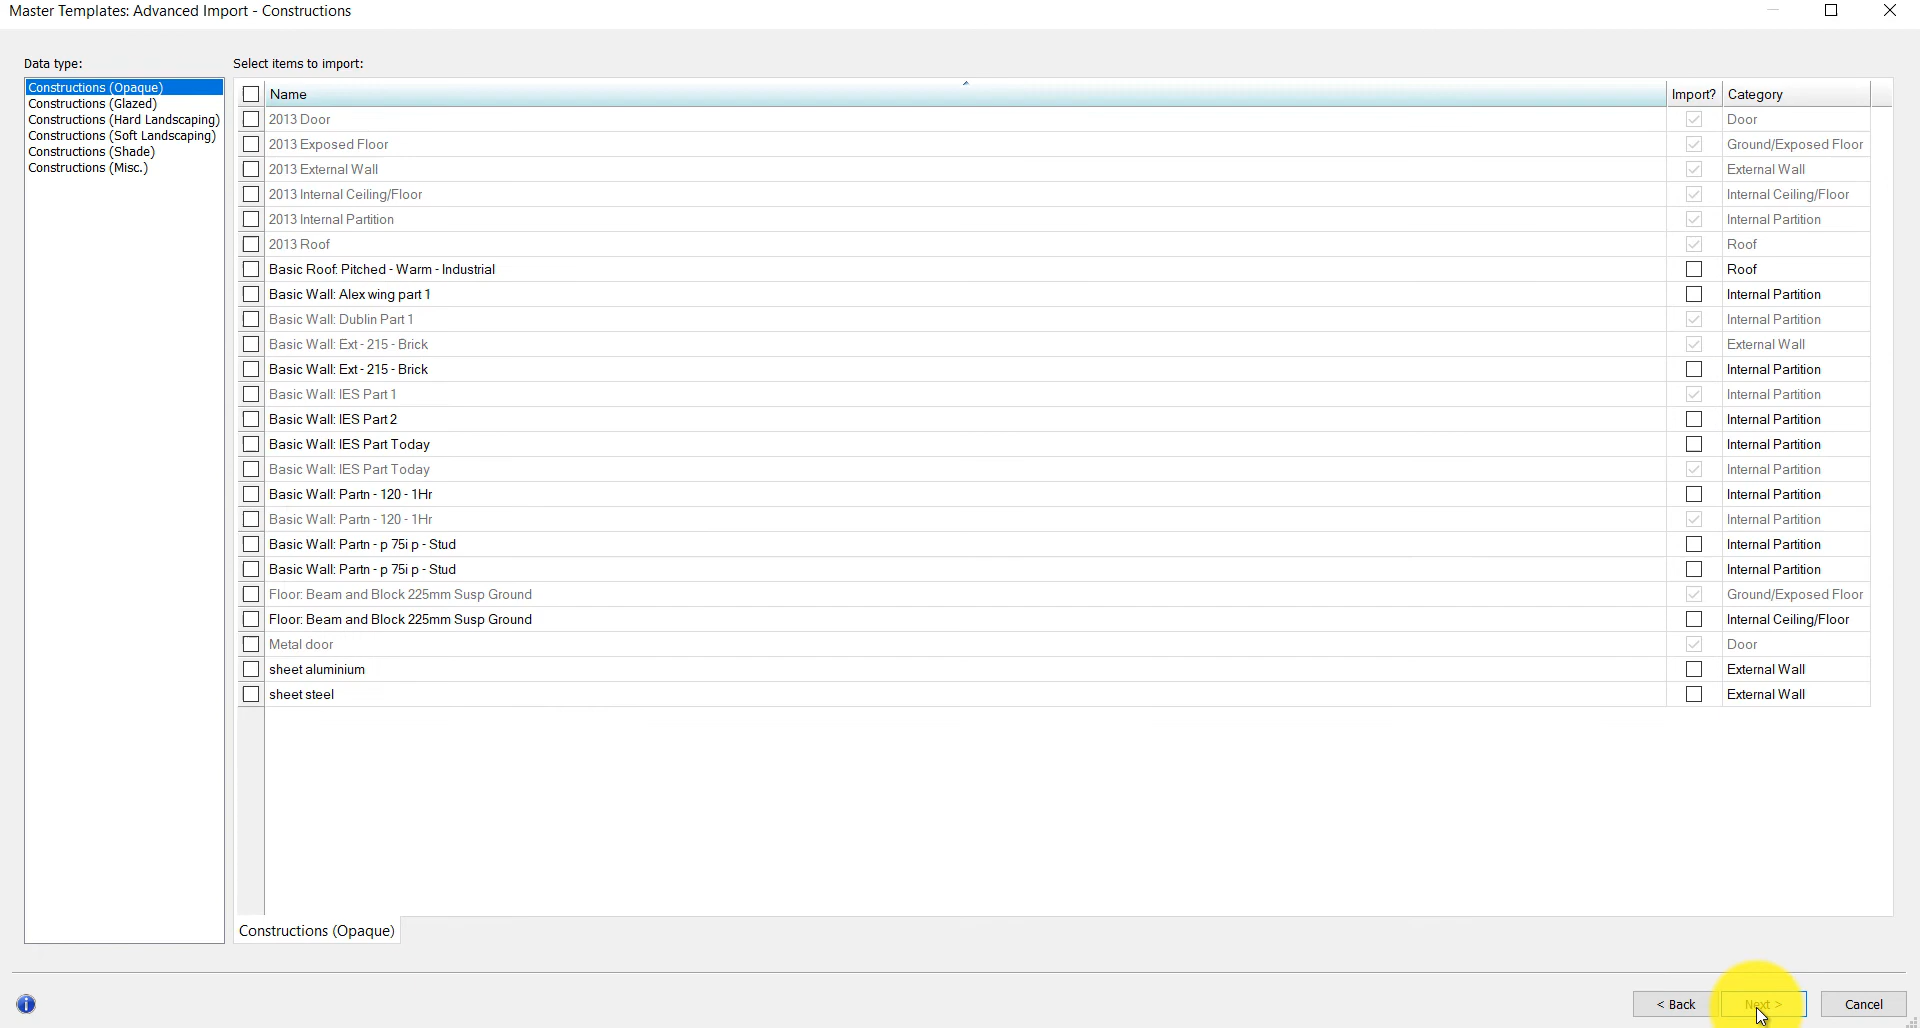 Master Templates: Advanced Import - Constructions
Data type:
Select items to import:
Constructions (Opaque)
Constructions (Glazed)
Constructions (Hard Landscaping)
Constructions (Soft Landscaping)
Constructions (Shade)
Constructions (Misc.)
Name Import? Category
2013 Door Door
2013 Exposed Floor Ground/Exposed Floor
2013 External Wall External Wall
2013 Internal Ceiling/Floor Internal Ceiling/Floor
2013 Internal Partition Internal Partition
2013 Roof Roof
Basic Roof: Pitched - Warm - Industrial Roof
Basic Wall: Alex wing part 1 Internal Partition
Basic Wall: Dublin Part 1 Internal Partition
Basic Wall: Ext - 215 - Brick External Wall
Basic Wall: Ext - 215 - Brick Internal Partition
Basic Wall: IES Part 1 Internal Partition
Basic Wall: IES Part 2 Internal Partition
Basic Wall: IES Part Today Internal Partition
Basic Wall: IES Part Today Internal Partition
Basic Wall: Partn - 120 - 1Hr Internal Partition
Basic Wall: Partn - 120 - 1Hr Internal Partition
Basic Wall: Partn - p 75i p - Stud Internal Partition
Basic Wall: Partn - p 75i p - Stud Internal Partition
Floor: Beam and Block 225mm Susp Ground Ground/Exposed Floor
Floor: Beam and Block 225mm Susp Ground Internal Ceiling/Floor
Metal door Door
sheet aluminium External Wall
sheet steel External Wall
Constructions (Opaque)
< Back Next > Cancel